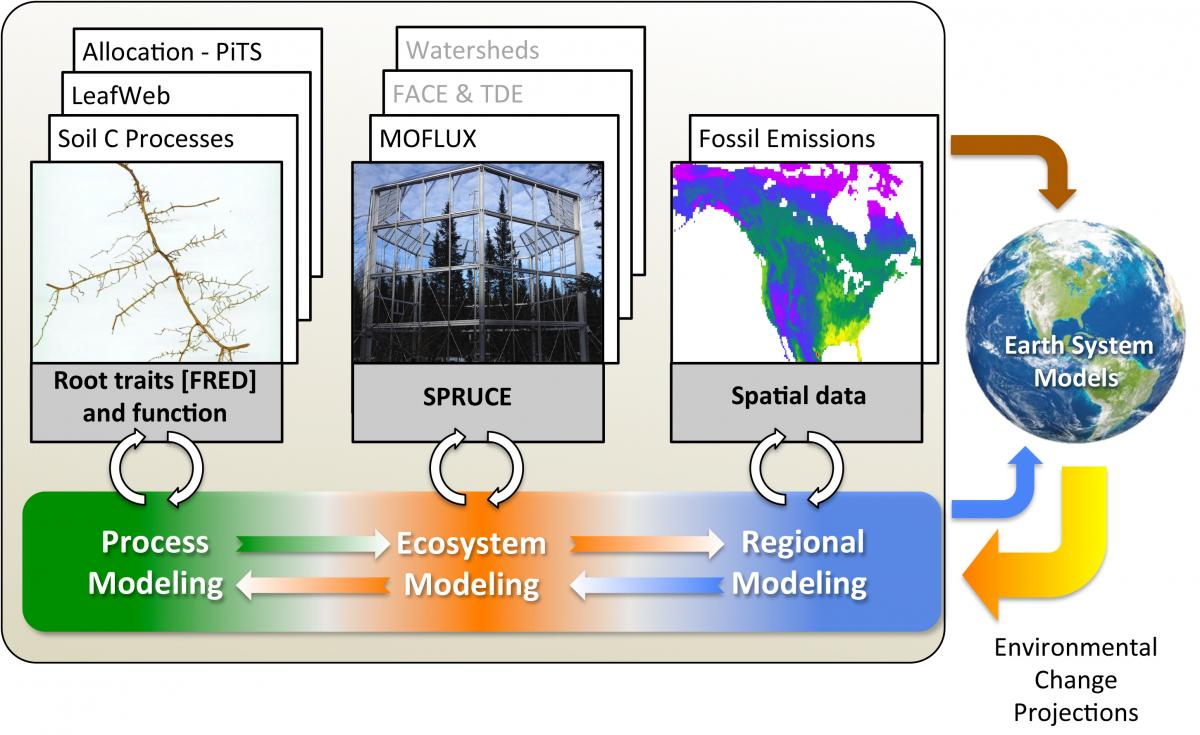 Allocation - PiTS
LeafWeb
Soil C Processes
Root traits [FRED]
and function
Watersheds
FACE & TDE
MOFLUX
SPRUCE
Fossil Emissions
Spatial data
Earth System
Models
Process
Modeling
Ecosystem
Modeling
Regional
Modeling
Environmental
Change
Projections